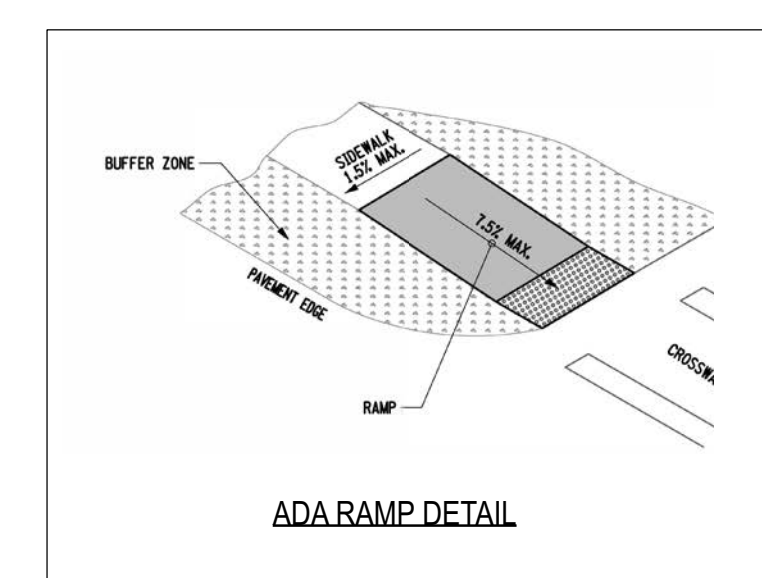 SIDEWALK
1.5% MAX.
BUFFER ZONE
7.5% MAX.
PAVEMENT EDGE
RAMP
ADA RAMP DETAIL